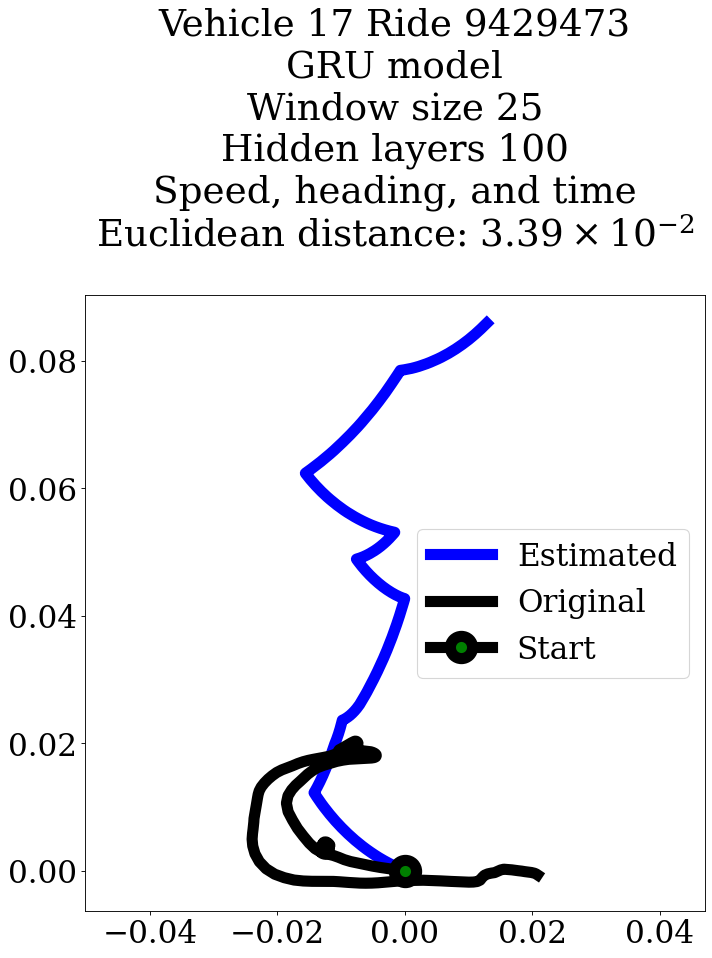 Vehicle 17 Ride 9429473
GRU model
Window size 25
Hidden layers 100
Speed, heading, and time
Euclidean distance: 3.39 × 10⁻²
0.08
0.06
0.04
0.02
0.00
Estimated
Original
Start
−0.04
−0.02
0.00
0.02
0.04